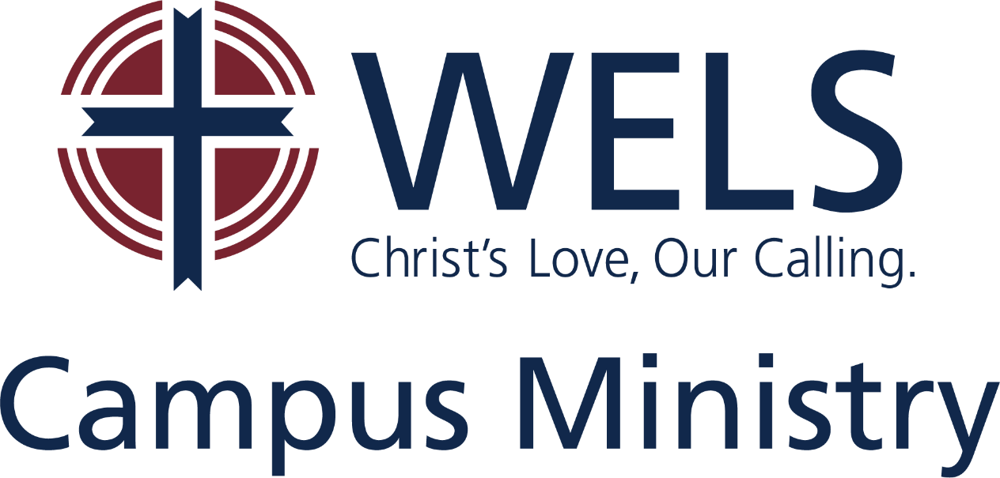 WELS
Christ’s Love, Our Calling.
Campus Ministry